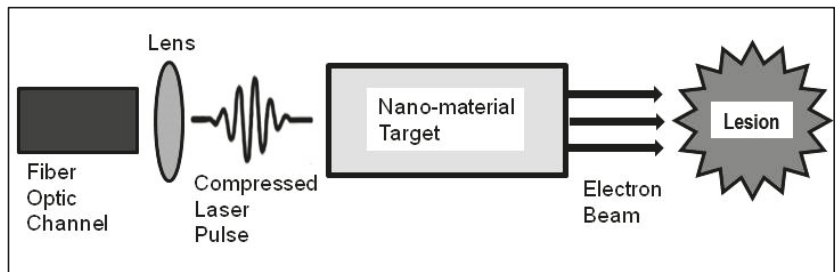 Lens
Fiber
Optic
Channel
Compressed
Laser
Pulse
Nano-material
Target
Electron
Beam
Lesion